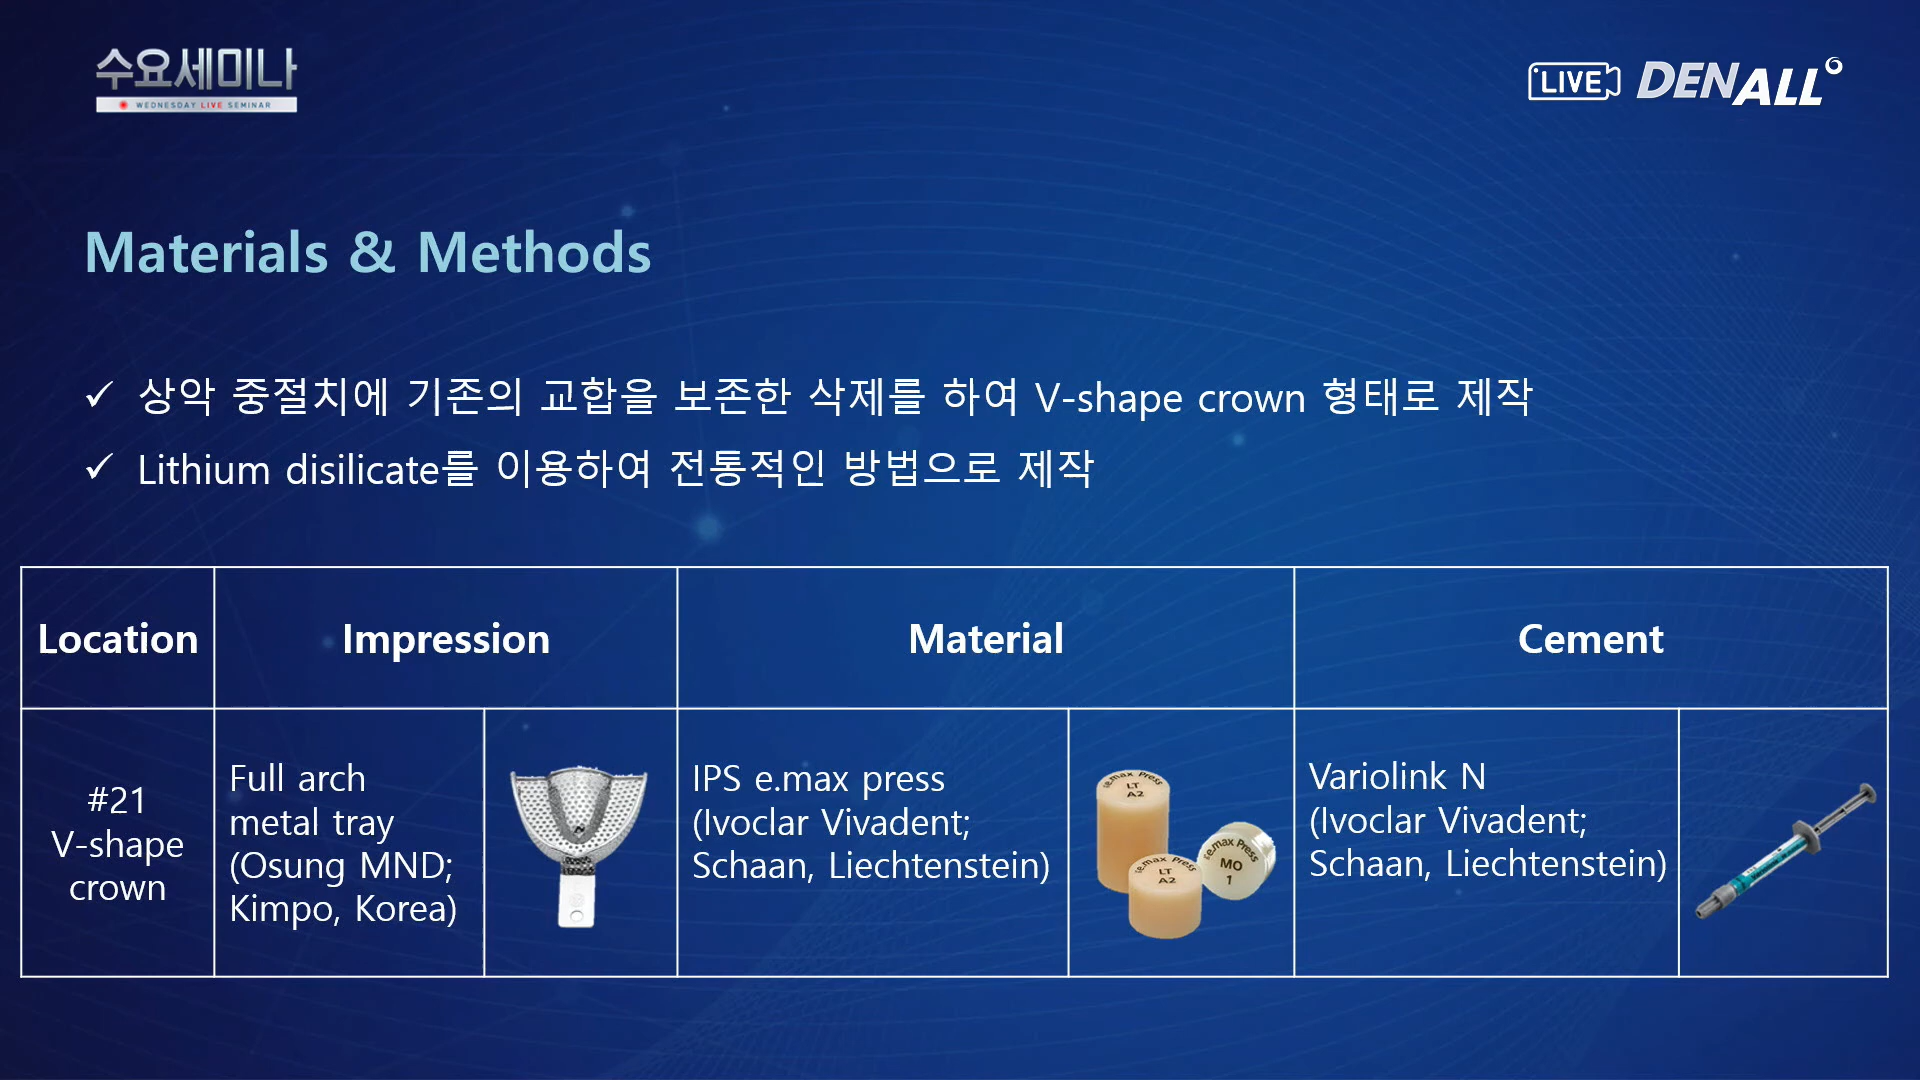 수요세미나
WEDNESDAY LIVE SEMINAR
LIVE DENALL
Materials & Methods
✓ 상악 중절치에 기존의 교합을 보존한 삭제를 하여 V-shape crown 형태로 제작
✓ Lithium disilicate를 이용하여 전통적인 방법으로 제작
Location
Impression
Material
Cement
#21
V-shape
crown
Full arch
metal tray
(Osung MND;
Kimpo, Korea)
IPS e.max press
(Ivoclar Vivadent;
Schaan, Liechtenstein)
e.max Press
LT
A2
e.max Press
LT
A2
e.max Press
MO
1
Variolink N
(Ivoclar Vivadent;
Schaan, Liechtenstein)